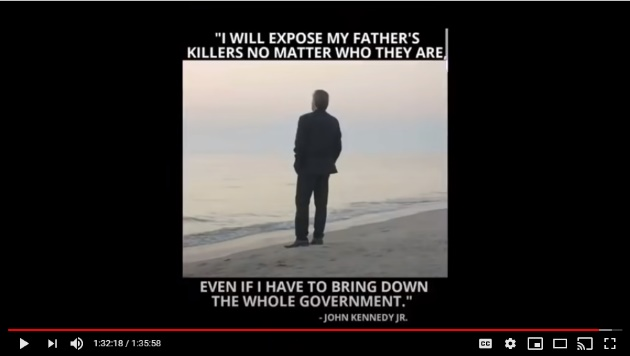 "I WILL EXPOSE MY FATHER'S
KILLERS NO MATTER WHO THEY ARE,
EVEN IF I HAVE TO BRING DOWN
THE WHOLE GOVERNMENT."
- JOHN KENNEDY JR.
1:32:18 / 1:35:58
CC